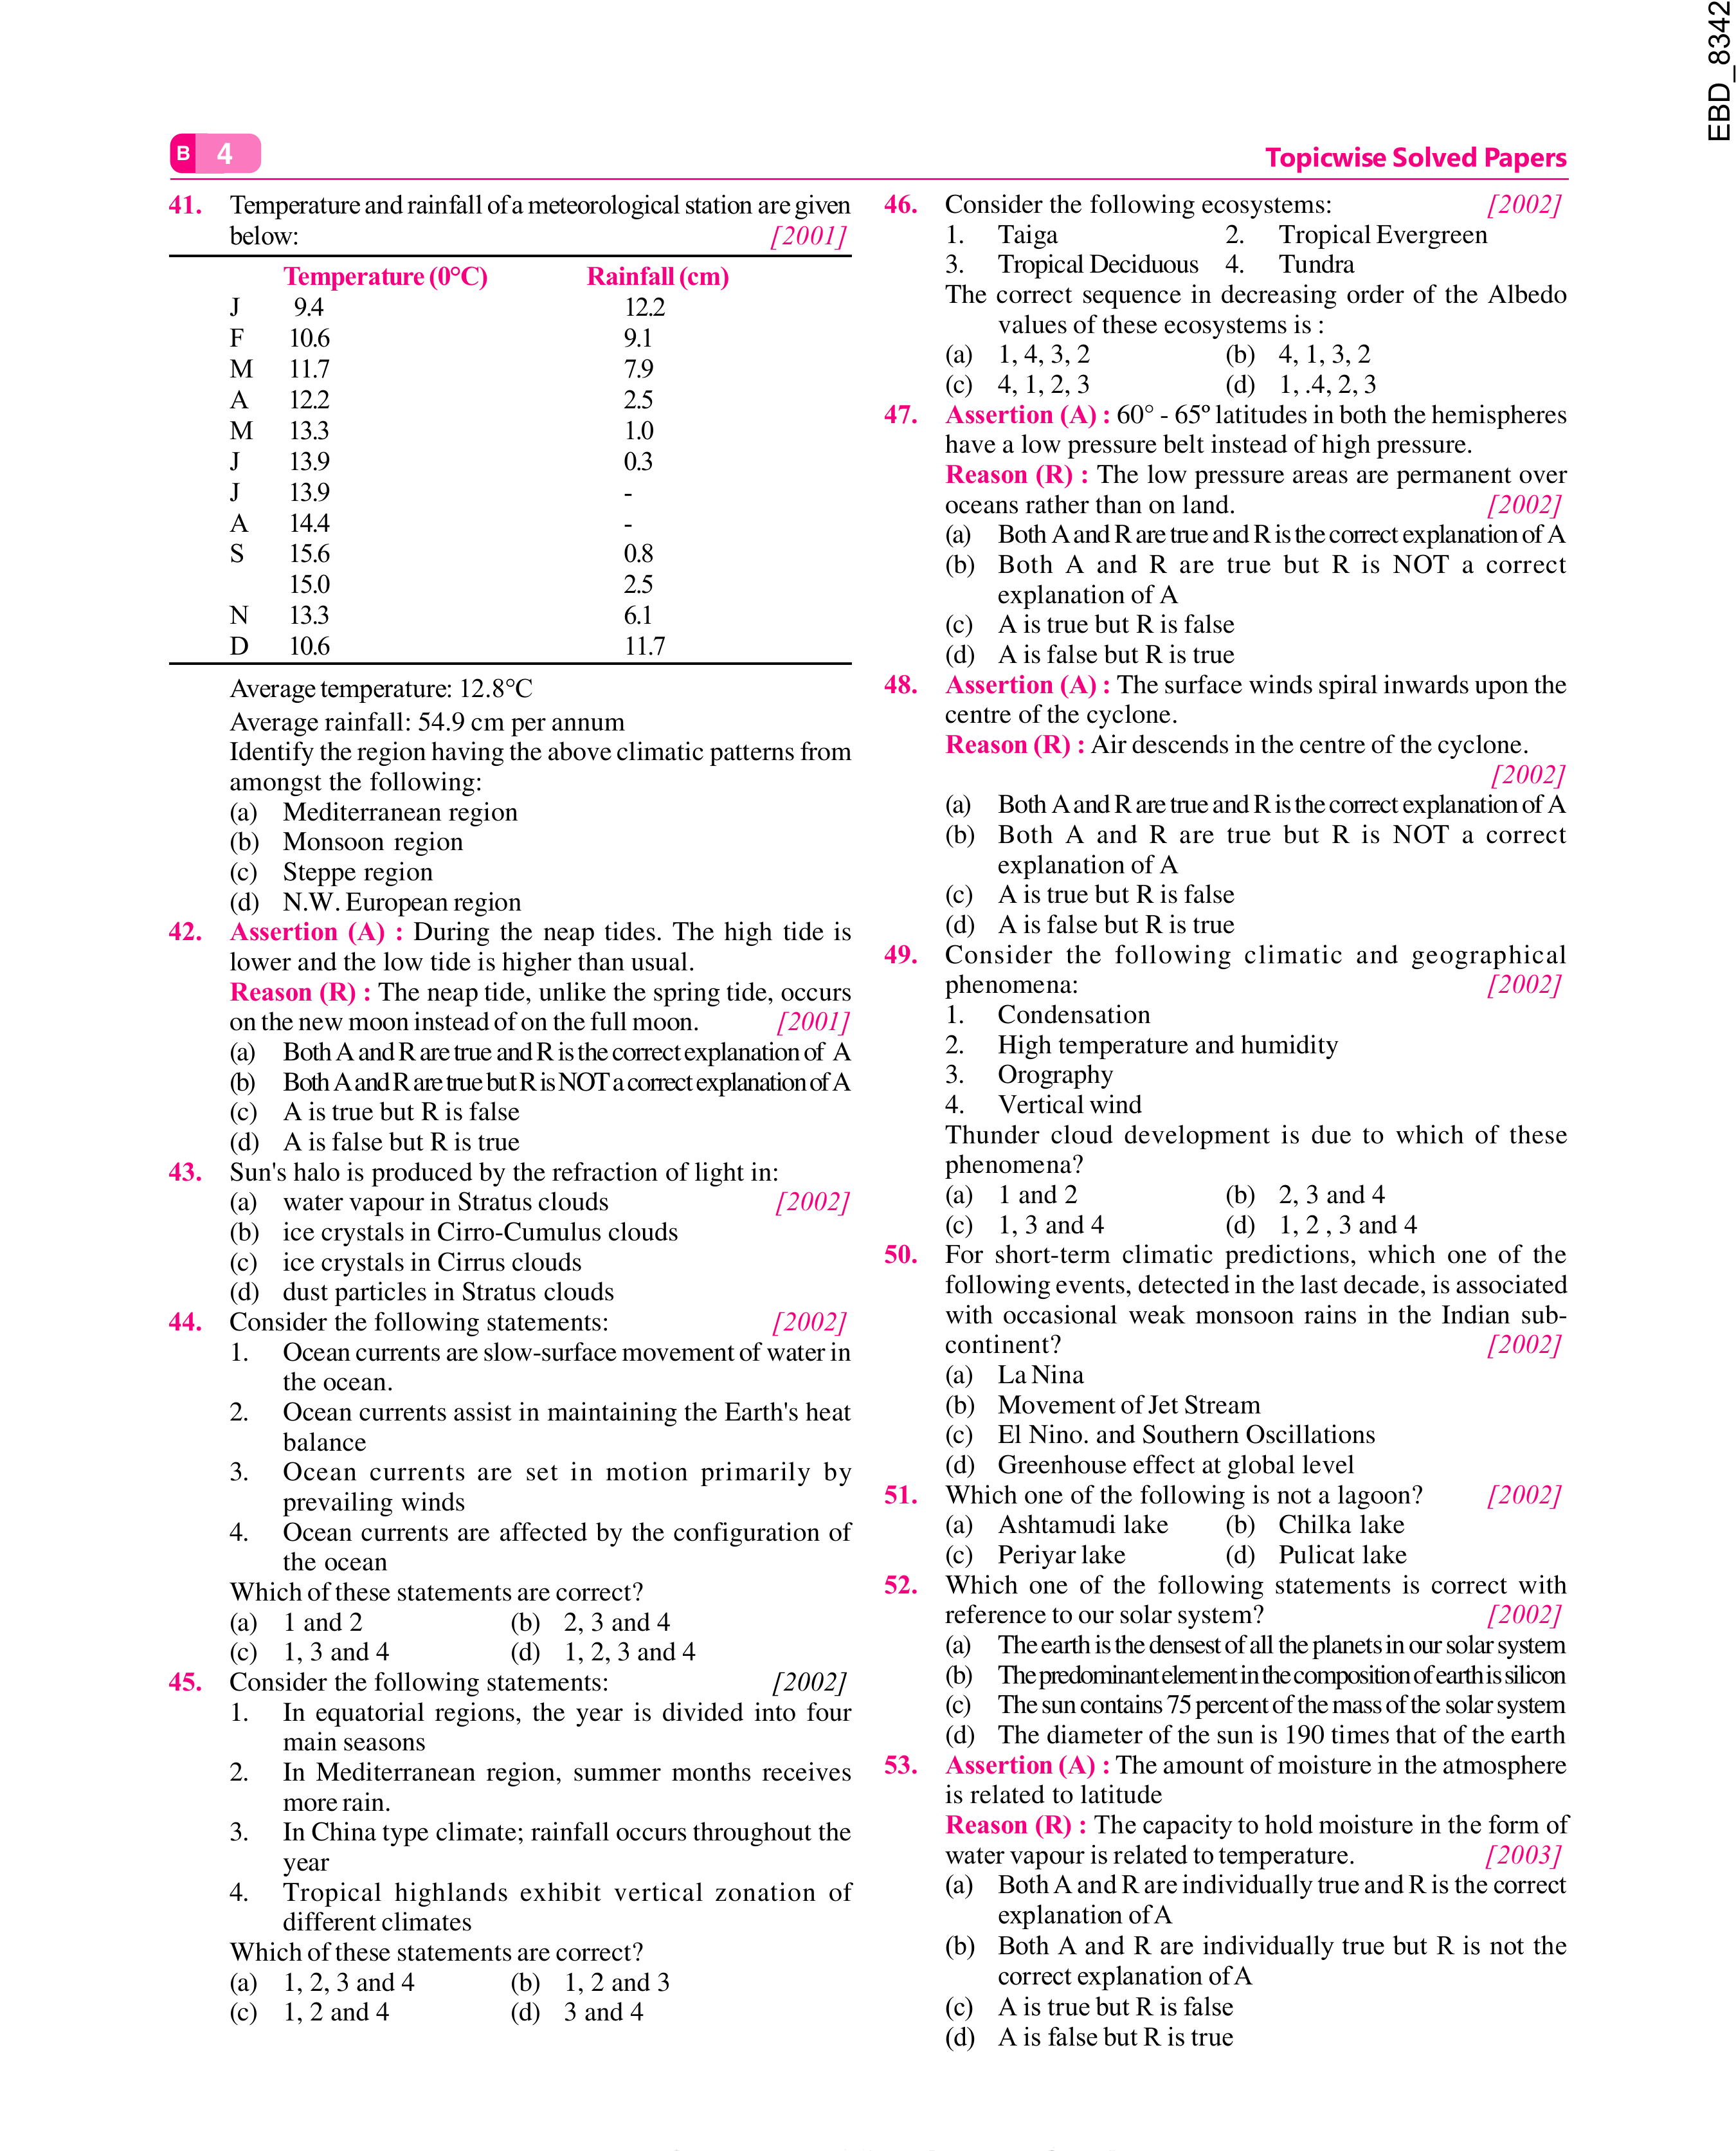 EBD_8342
B 4
Topicwise Solved Papers
41. Temperature and rainfall of a meteorological station are given
below: [2001]
Temperature (0°C) Rainfall (cm)
J 9.4 12.2
F 10.6 9.1
M 11.7 7.9
A 12.2 2.5
M 13.3 1.0
J 13.9 0.3
J 13.9 -
A 14.4 -
S 15.6 0.8
15.0 2.5
N 13.3 6.1
D 10.6 11.7
Average temperature: 12.8°C
Average rainfall: 54.9 cm per annum
Identify the region having the above climatic patterns from
amongst the following:
(a) Mediterranean region
(b) Monsoon region
(c) Steppe region
(d) N.W. European region
42. Assertion (A) : During the neap tides. The high tide is
lower and the low tide is higher than usual.
Reason (R) : The neap tide, unlike the spring tide, occurs
on the new moon instead of on the full moon. [2001]
(a) Both A and R are true and R is the correct explanation of A
(b) Both A and R are true but R is NOT a correct explanation of A
(c) A is true but R is false
(d) A is false but R is true
43. Sun's halo is produced by the refraction of light in:
(a) water vapour in Stratus clouds [2002]
(b) ice crystals in Cirro-Cumulus clouds
(c) ice crystals in Cirrus clouds
(d) dust particles in Stratus clouds
44. Consider the following statements: [2002]
1. Ocean currents are slow-surface movement of water in
the ocean.
2. Ocean currents assist in maintaining the Earth's heat
balance
3. Ocean currents are set in motion primarily by
prevailing winds
4. Ocean currents are affected by the configuration of
the ocean
Which of these statements are correct?
(a) 1 and 2 (b) 2, 3 and 4
(c) 1, 3 and 4 (d) 1, 2, 3 and 4
45. Consider the following statements: [2002]
1. In equatorial regions, the year is divided into four
main seasons
2. In Mediterranean region, summer months receives
more rain.
3. In China type climate; rainfall occurs throughout the
year
4. Tropical highlands exhibit vertical zonation of
different climates
Which of these statements are correct?
(a) 1, 2, 3 and 4 (b) 1, 2 and 3
(c) 1, 2 and 4 (d) 3 and 4
46. Consider the following ecosystems: [2002]
1. Taiga 2. Tropical Evergreen
3. Tropical Deciduous 4. Tundra
The correct sequence in decreasing order of the Albedo
values of these ecosystems is :
(a) 1, 4, 3, 2 (b) 4, 1, 3, 2
(c) 4, 1, 2, 3 (d) 1, .4, 2, 3
47. Assertion (A) : 60° - 65º latitudes in both the hemispheres
have a low pressure belt instead of high pressure.
Reason (R) : The low pressure areas are permanent over
oceans rather than on land. [2002]
(a) Both A and R are true and R is the correct explanation of A
(b) Both A and R are true but R is NOT a correct
explanation of A
(c) A is true but R is false
(d) A is false but R is true
48. Assertion (A) : The surface winds spiral inwards upon the
centre of the cyclone.
Reason (R) : Air descends in the centre of the cyclone.
[2002]
(a) Both A and R are true and R is the correct explanation of A
(b) Both A and R are true but R is NOT a correct
explanation of A
(c) A is true but R is false
(d) A is false but R is true
49. Consider the following climatic and geographical
phenomena: [2002]
1. Condensation
2. High temperature and humidity
3. Orography
4. Vertical wind
Thunder cloud development is due to which of these
phenomena?
(a) 1 and 2 (b) 2, 3 and 4
(c) 1, 3 and 4 (d) 1, 2 , 3 and 4
50. For short-term climatic predictions, which one of the
following events, detected in the last decade, is associated
with occasional weak monsoon rains in the Indian sub-
continent? [2002]
(a) La Nina
(b) Movement of Jet Stream
(c) El Nino. and Southern Oscillations
(d) Greenhouse effect at global level
51. Which one of the following is not a lagoon? [2002]
(a) Ashtamudi lake (b) Chilka lake
(c) Periyar lake (d) Pulicat lake
52. Which one of the following statements is correct with
reference to our solar system? [2002]
(a) The earth is the densest of all the planets in our solar system
(b) The predominant element in the composition of earth is silicon
(c) The sun contains 75 percent of the mass of the solar system
(d) The diameter of the sun is 190 times that of the earth
53. Assertion (A) : The amount of moisture in the atmosphere
is related to latitude
Reason (R) : The capacity to hold moisture in the form of
water vapour is related to temperature. [2003]
(a) Both A and R are individually true and R is the correct
explanation of A
(b) Both A and R are individually true but R is not the
correct explanation of A
(c) A is true but R is false
(d) A is false but R is true